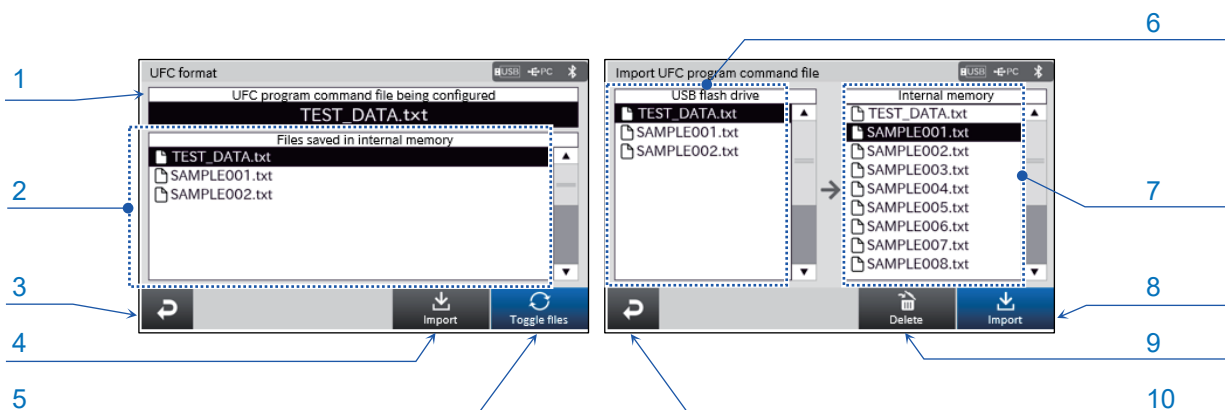 6
1
UFC format
USB PC
UFC program command file being configured
TEST_DATA.txt
2
Files saved in internal memory
TEST_DATA.txt
SAMPLE001.txt
SAMPLE002.txt
3
Import
Toggle files
4
5
Import UFC program command file
USB PC
USB flash drive
TEST_DATA.txt
SAMPLE001.txt
SAMPLE002.txt
Internal memory
TEST_DATA.txt
SAMPLE001.txt
SAMPLE002.txt
SAMPLE003.txt
SAMPLE004.txt
SAMPLE005.txt
SAMPLE006.txt
SAMPLE007.txt
SAMPLE008.txt
7
Delete
Import
8
9
10